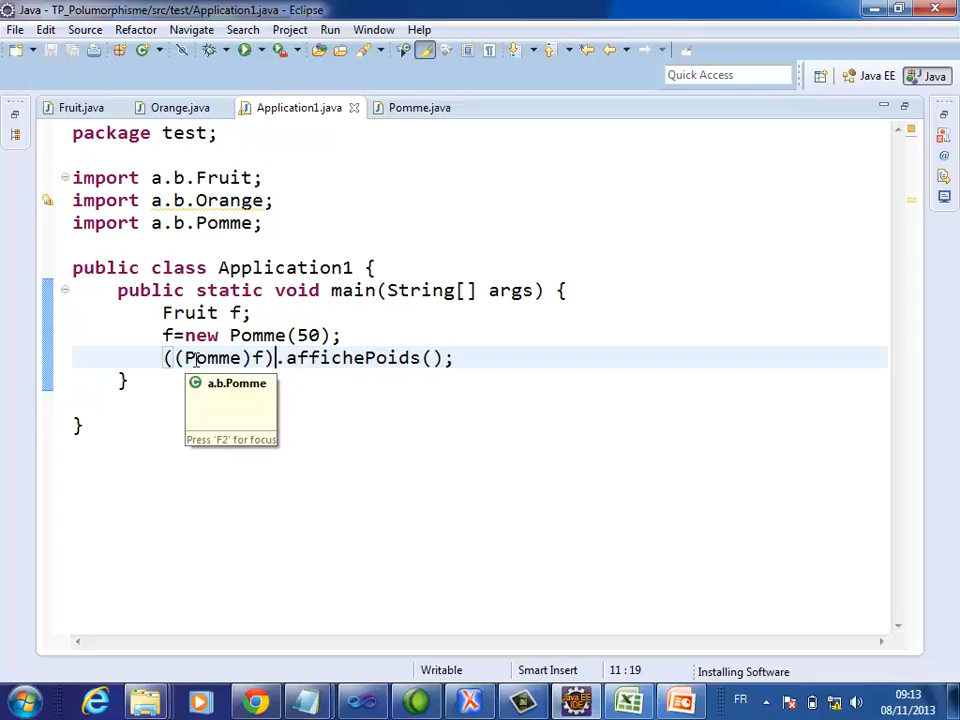 Java - TP_Polumorphisme/src/test/Application1.java - Eclipse
File Edit Source Refactor Navigate Search Project Run Window Help
Quick Access Java EE Java
Fruit.java Orange.java Application1.java Pomme.java
package test;
import a.b.Fruit;
import a.b.Orange;
import a.b.Pomme;
public class Application1 {
public static void main(String[] args) {
Fruit f;
f=new Pomme(50);
((Pomme)f).affichePoids();
}
a.b.Pomme
}
Press 'F2' for focus
Writable Smart Insert 11 : 19 Installing Software
FR 09:13
08/11/2013